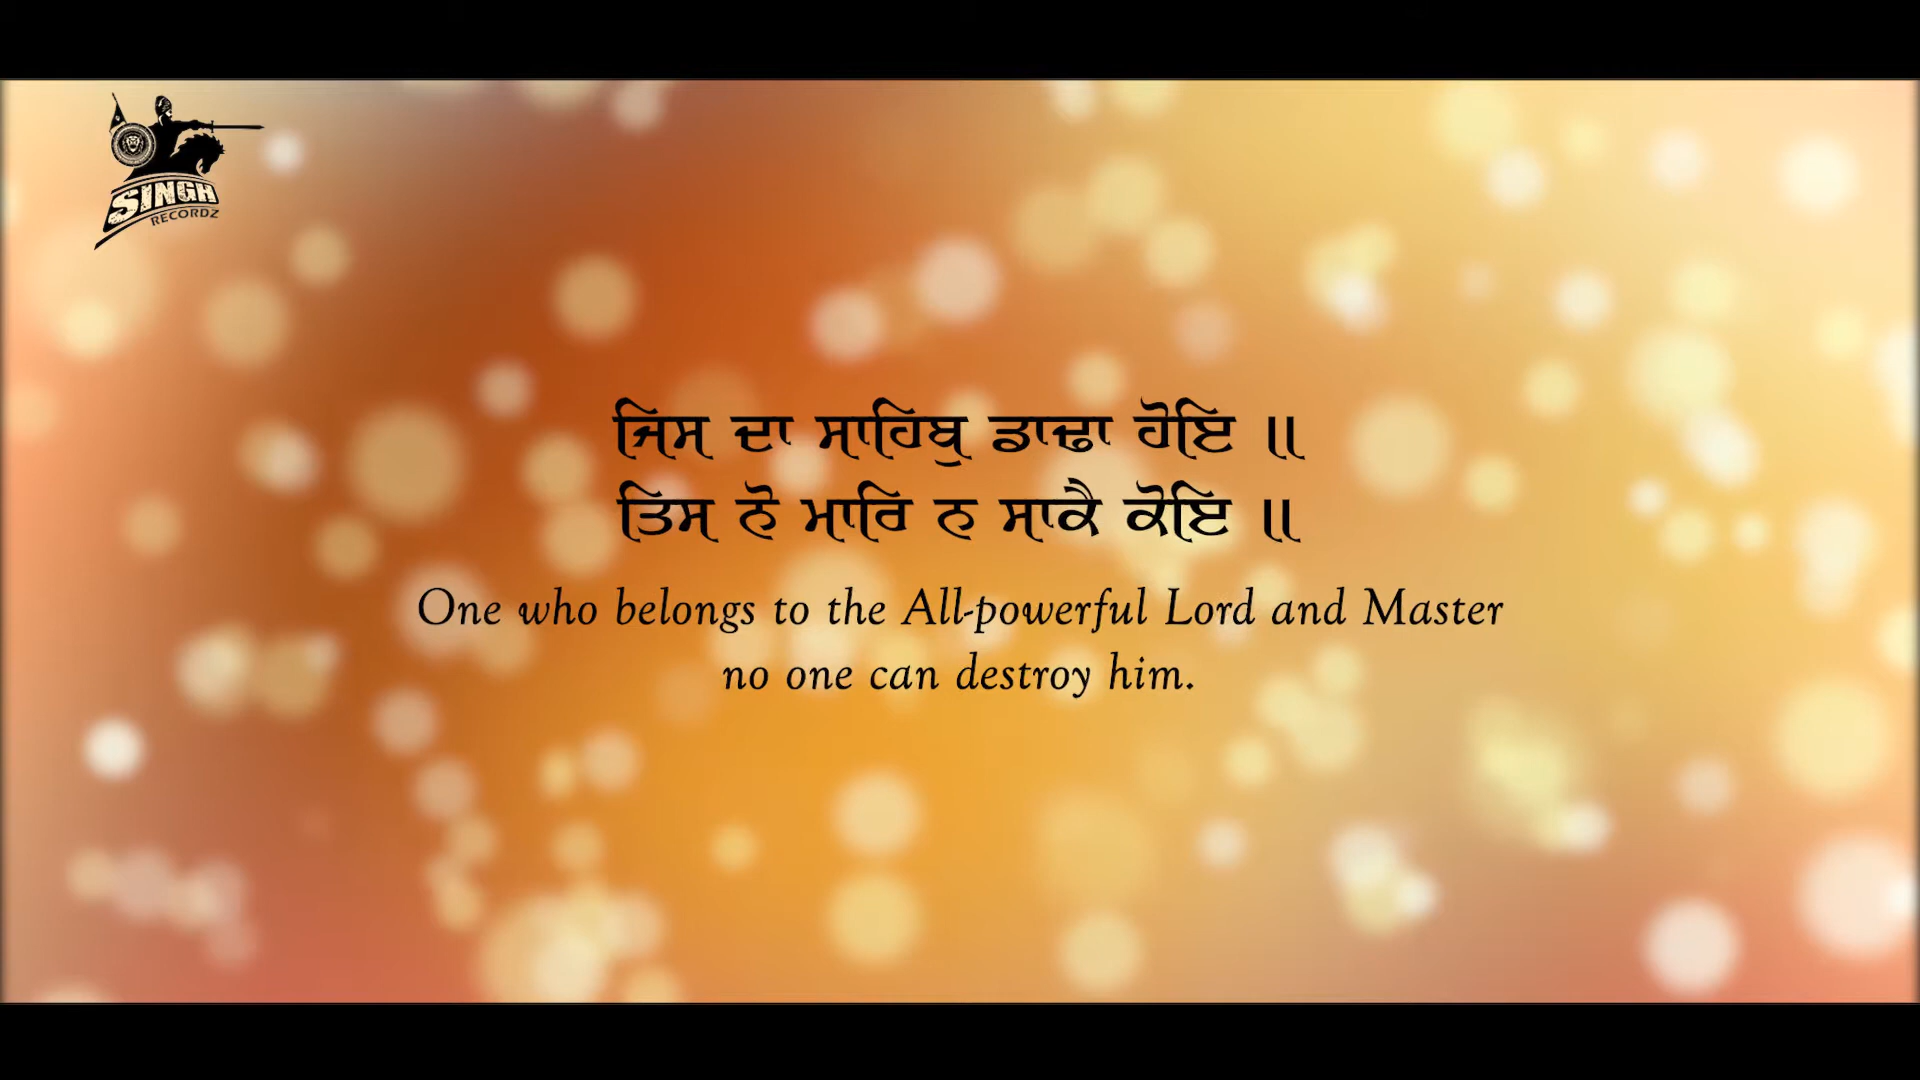 SINGH
RECORDZ
ਜਿਸ ਦਾ ਸਾਹਿਬੁ ਡਾਢਾ ਹੋਇ ॥
ਤਿਸ ਨੋ ਮਾਰਿ ਨ ਸਾਕੈ ਕੋਇ ॥
One who belongs to the All-powerful Lord and Master
no one can destroy him.